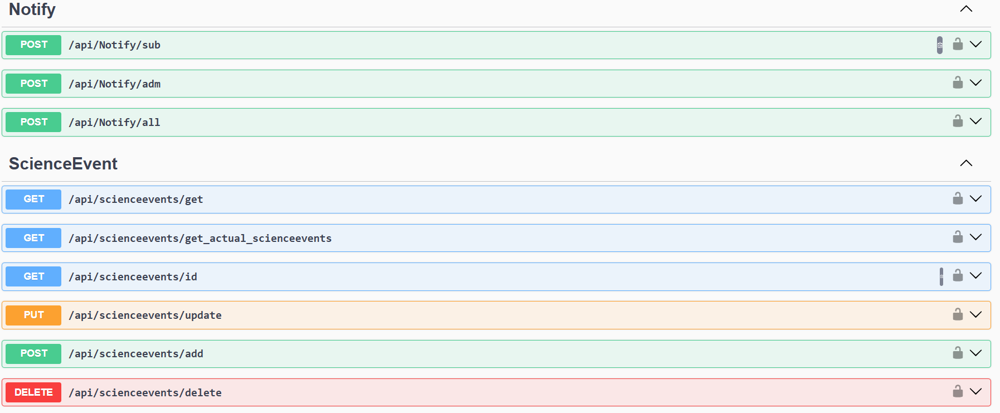 Notify
POST /api/Notify/sub
POST /api/Notify/adm
POST /api/Notify/all
ScienceEvent
GET /api/scienceevents/get
GET /api/scienceevents/get_actual_scienceevents
GET /api/scienceevents/id
PUT /api/scienceevents/update
POST /api/scienceevents/add
DELETE /api/scienceevents/delete